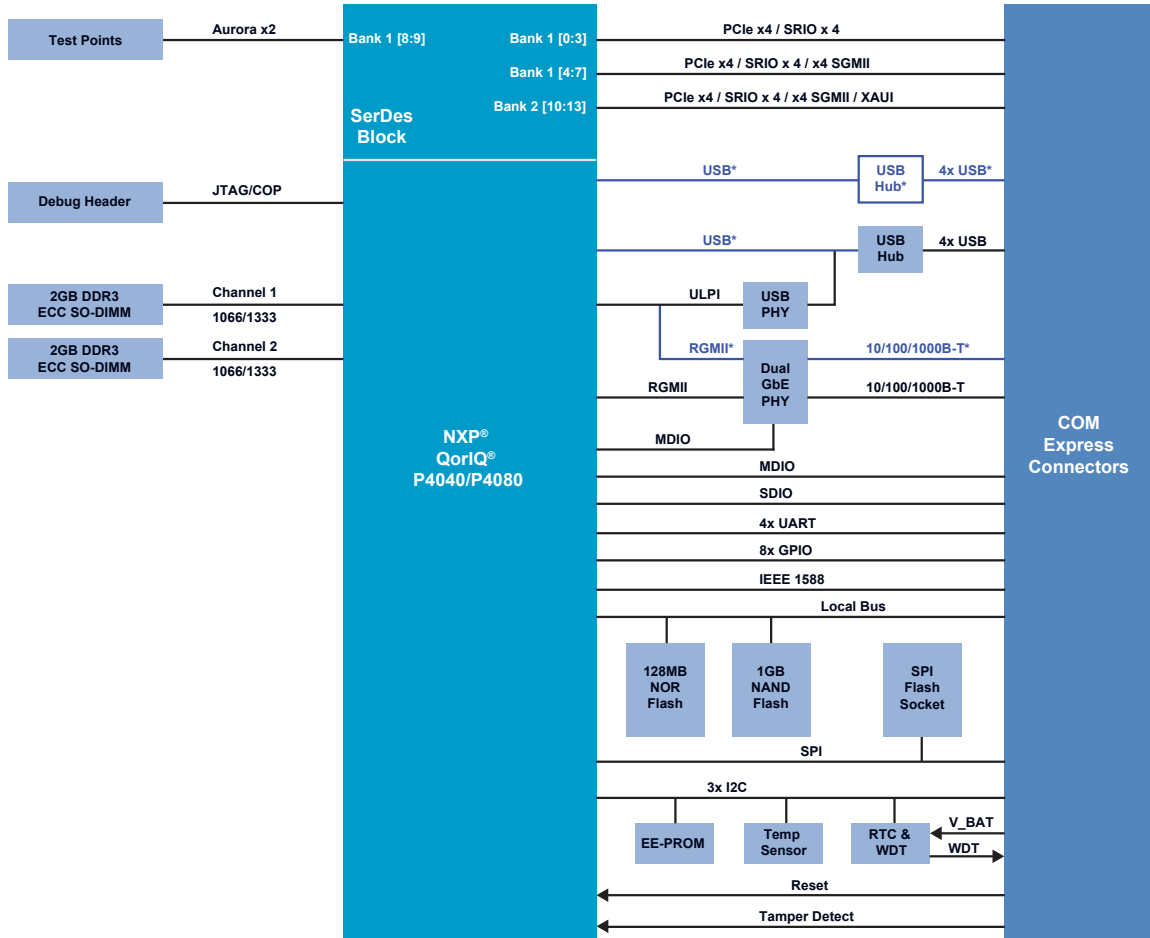 Test Points
Aurora x2
Bank 1 [8:9]
Bank 1 [0:3]
PCIe x4 / SRIO x 4
Bank 1 [4:7]
PCIe x4 / SRIO x 4 / x4 SGMII
Bank 2 [10:13]
PCIe x4 / SRIO x 4 / x4 SGMII / XAUI
SerDes
Block
USB*
USB
Hub*
4x USB*
Debug Header
JTAG/COP
USB*
USB
Hub
4x USB
2GB DDR3
ECC SO-DIMM
Channel 1
1066/1333
ULPI
USB
PHY
2GB DDR3
ECC SO-DIMM
Channel 2
1066/1333
RGMII*
10/100/1000B-T*
Dual
GbE
PHY
RGMII
10/100/1000B-T
MDIO
NXP®
QorIQ®
P4040/P4080
COM
Express
Connectors
MDIO
SDIO
4x UART
8x GPIO
IEEE 1588
Local Bus
128MB
NOR
Flash
1GB
NAND
Flash
SPI
Flash
Socket
SPI
3x I2C
EE-PROM
Temp
Sensor
RTC &
WDT
V_BAT
WDT
Reset
Tamper Detect